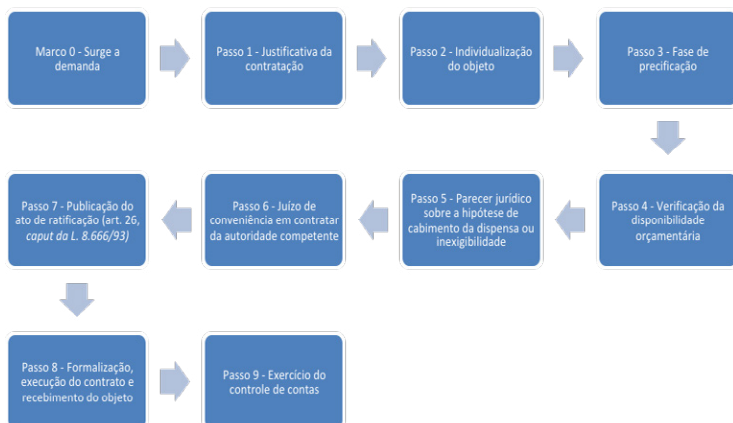 Marco 0 - Surge a
demanda
Passo 1 - Justificativa da
contratação
Passo 2 - Individualização
do objeto
Passo 3 - Fase de
precificação
Passo 4 - Verificação da
disponibilidade
orçamentária
Passo 5 - Parecer jurídico
sobre a hipótese de
cabimento da dispensa ou
inexigibilidade
Passo 6 - Juízo de
conveniência em contratar
da autoridade competente
Passo 7 - Publicação do
ato de ratificação (art. 26,
caput da L. 8.666/93)
Passo 8 - Formalização,
execução do contrato e
recebimento do objeto
Passo 9 - Exercício do
controle de contas